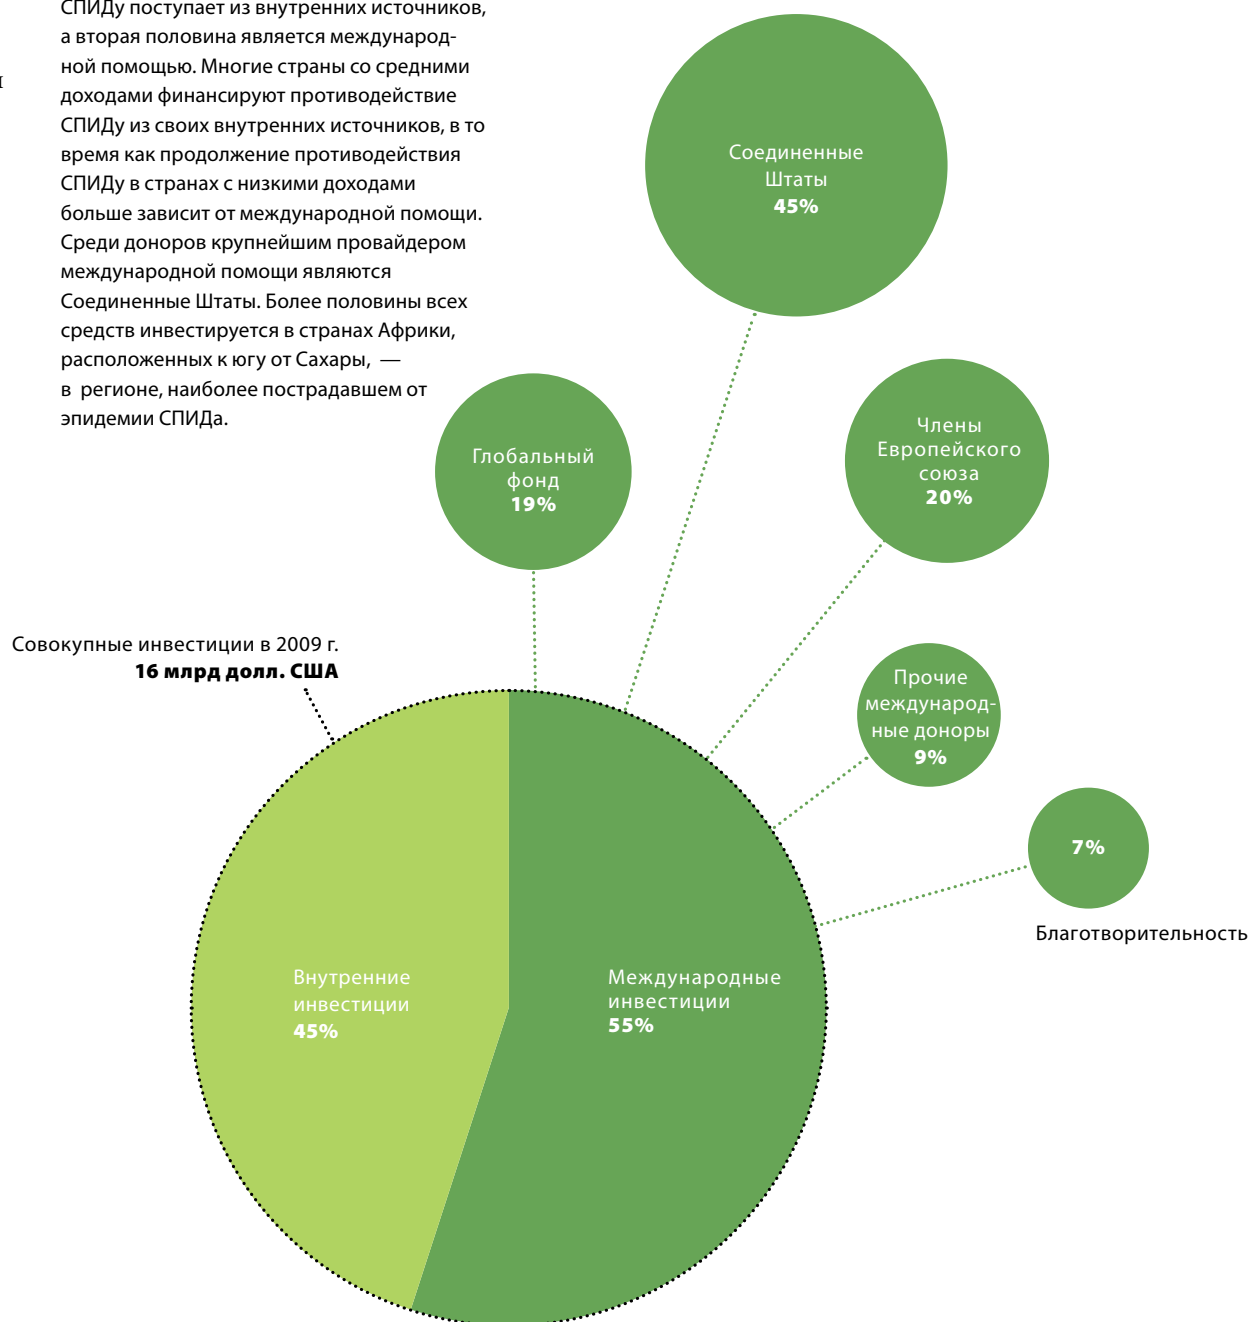 СПИДу поступает из внутренних источников,
а вторая половина является международ-
ной помощью. Многие страны со средними
доходами финансируют противодействие
СПИДу из своих внутренних источников, в то
время как продолжение противодействия
СПИДу в странах с низкими доходами
больше зависит от международной помощи.
Среди доноров крупнейшим провайдером
международной помощи являются
Соединенные Штаты. Более половины всех
средств инвестируется в странах Африки,
расположенных к югу от Сахары, —
в регионе, наиболее пострадавшем от
эпидемии СПИДа.
Соединенные
Штаты
45%
Глобальный
фонд
19%
Члены
Европейского
союза
20%
Совокупные инвестиции в 2009 г.
16 млрд долл. США
Прочие
международ-
ные доноры
9%
7%
Благотворительность
Внутренние
инвестиции
45%
Международные
инвестиции
55%